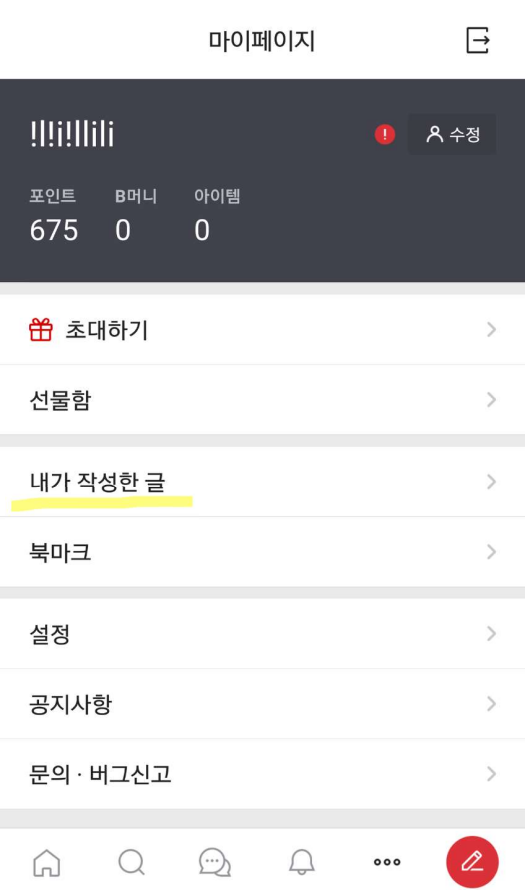 마이페이지
!l!i!llili
수정
포인트 B머니 아이템
675 0 0
초대하기
선물함
내가 작성한 글
북마크
설정
공지사항
문의 · 버그신고